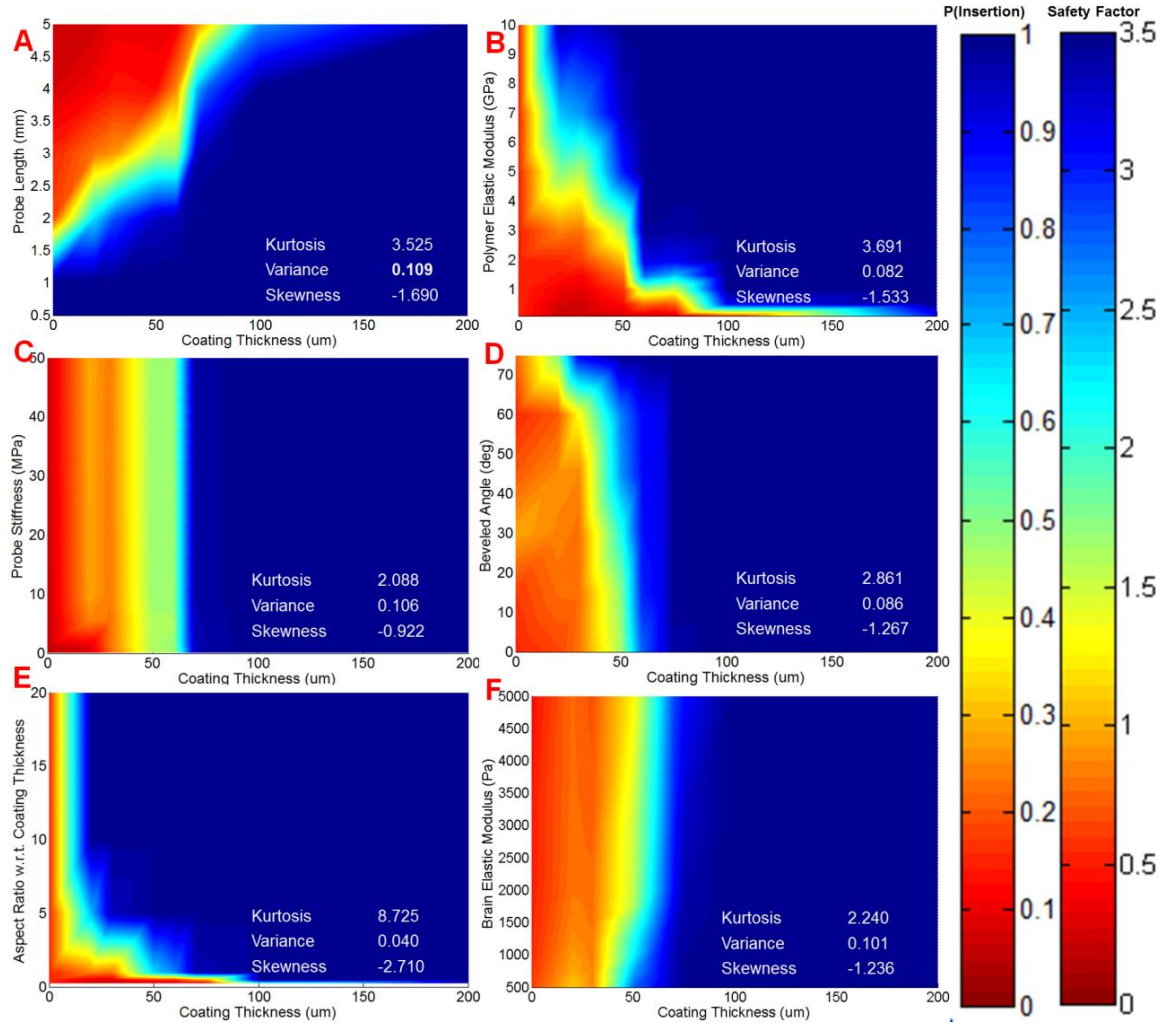 P(Insertion) Safety Factor
A
Probe Length (mm)
5
4.5
4
3.5
3
2.5
2
1.5
1
0.5
Kurtosis 3.525
Variance 0.109
Skewness -1.690
0 50 100 150 200
Coating Thickness (um)
B
Polymer Elastic Modulus (GPa)
10
9
8
7
6
5
4
3
2
1
Kurtosis 3.691
Variance 0.082
Skewness -1.533
0 50 100 150 200
Coating Thickness (um)
C
Probe Stiffness (MPa)
50
40
30
20
10
0
Kurtosis 2.088
Variance 0.106
Skewness -0.922
0 50 100 150 200
Coating Thickness (um)
D
Beveled Angle (deg)
70
60
50
40
30
20
10
0
Kurtosis 2.861
Variance 0.086
Skewness -1.267
0 50 100 150 200
Coating Thickness (um)
E
Aspect Ratio w.r.t. Coating Thickness
20
15
10
5
0
Kurtosis 8.725
Variance 0.040
Skewness -2.710
0 50 100 150 200
Coating Thickness (um)
F
Brain Elastic Modulus (Pa)
5000
4500
4000
3500
3000
2500
2000
1500
1000
500
Kurtosis 2.240
Variance 0.101
Skewness -1.236
0 50 100 150 200
Coating Thickness (um)
1
0.9
0.8
0.7
0.6
0.5
0.4
0.3
0.2
0.1
0
3.5
3
2.5
2
1.5
1
0.5
0